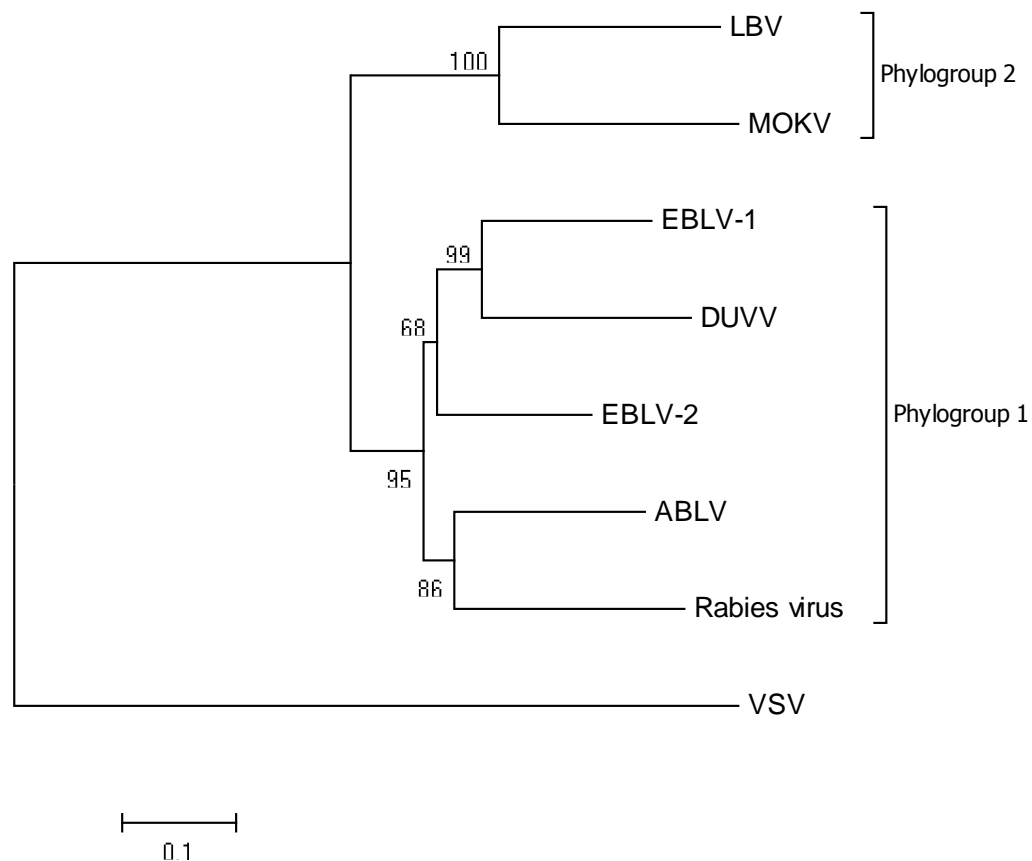 LBV
100
Phylogroup 2
MOKV
EBLV-1
99
DUVV
68
EBLV-2
Phylogroup 1
95
ABLV
86
Rabies virus
VSV
0.1